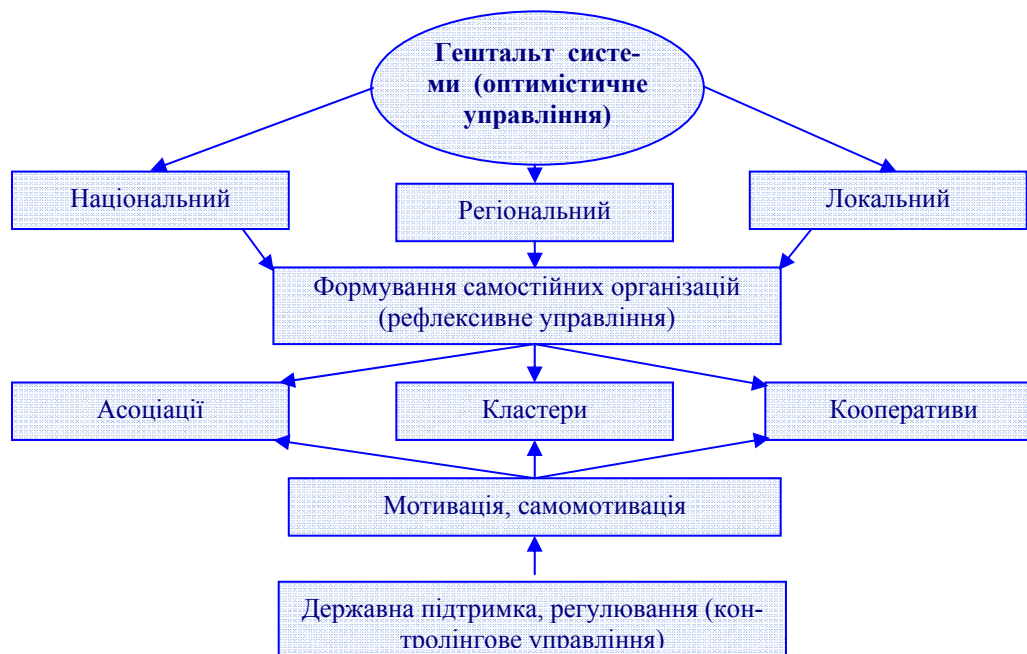 Гештальт систе-
ми (оптимістичне
управління)
Національний
Регіональний
Локальний
Формування самостійних організацій
(рефлексивне управління)
Асоціації
Кластери
Кооперативи
Мотивація, самомотивація
Державна підтримка, регулювання (кон-
тролінгове управління)